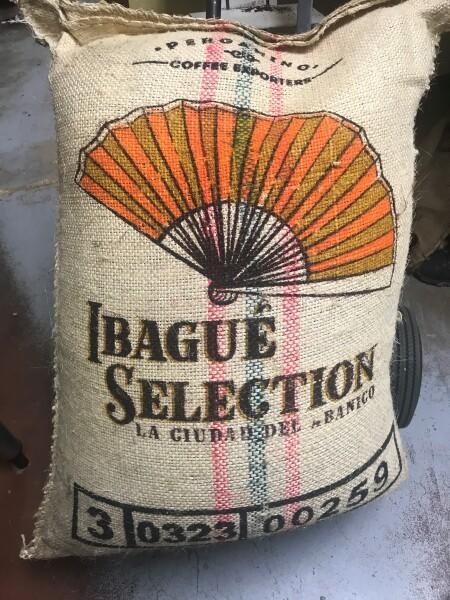 PERGAMINO
COFFEE EXPORTERS
IBAGUÉ
SELECTION
LA CIUDAD DEL ABANICO
3 0323 00259